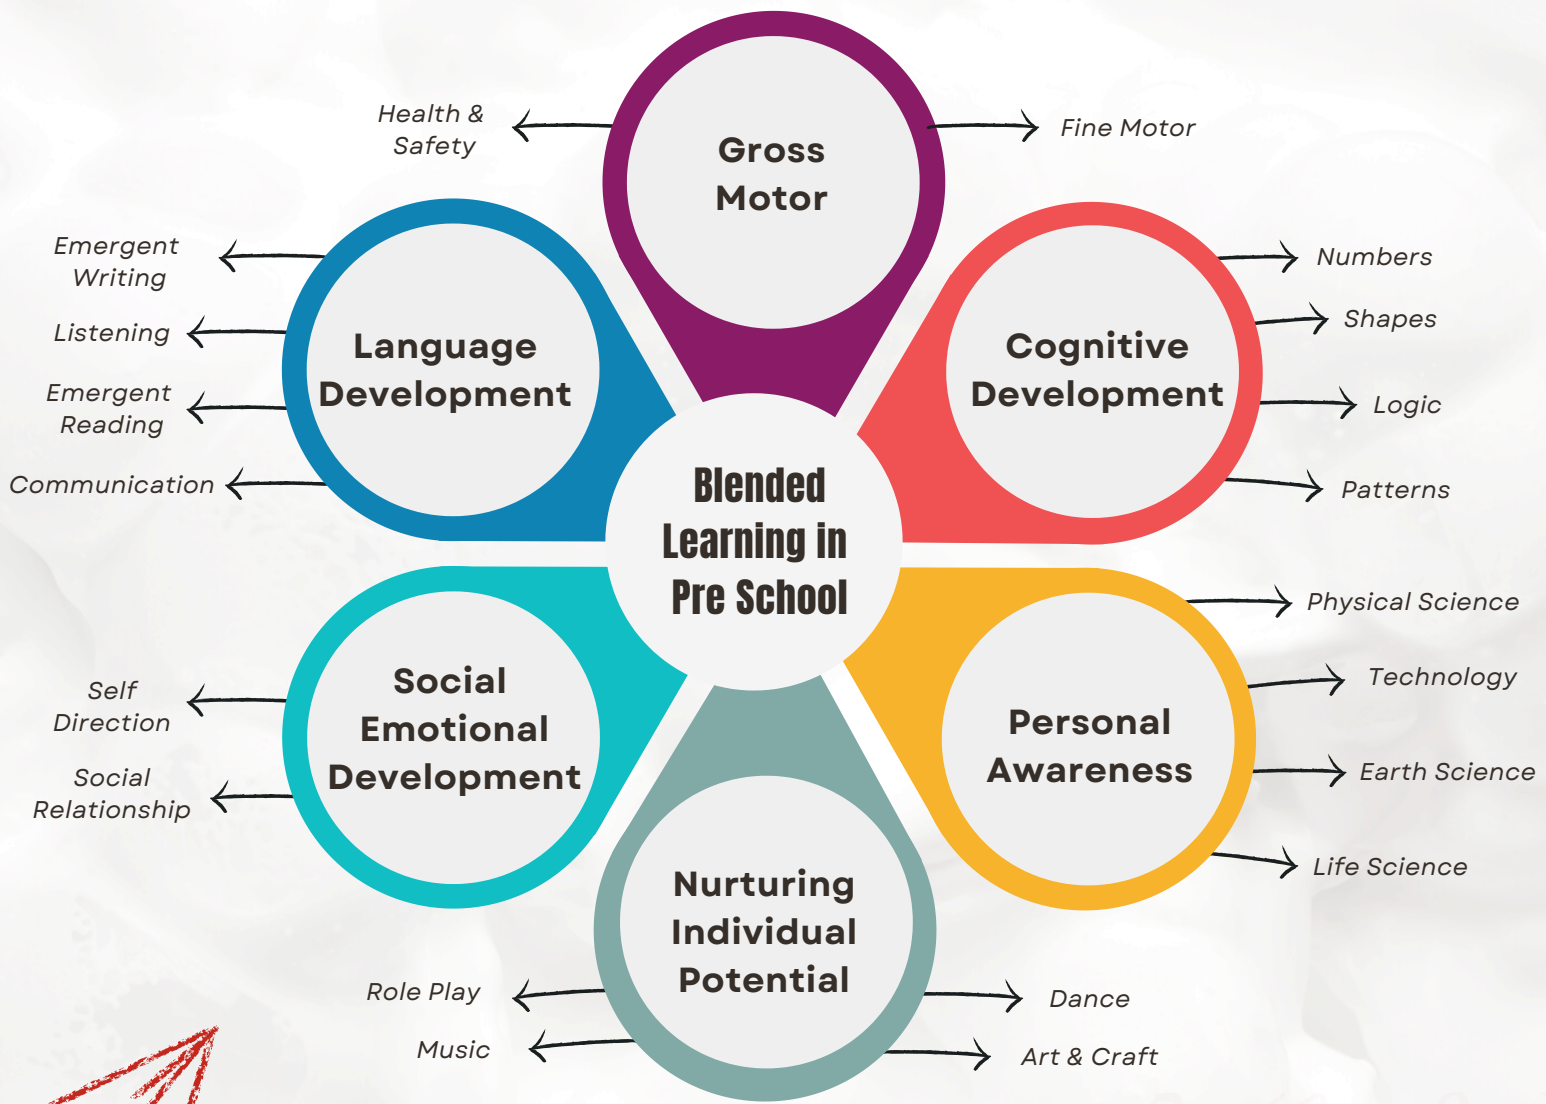 Blended
Learning in
Pre School
Gross
Motor
Health &
Safety
Fine Motor
Cognitive
Development
Numbers
Shapes
Logic
Patterns
Personal
Awareness
Physical Science
Technology
Earth Science
Life Science
Nurturing
Individual
Potential
Dance
Art & Craft
Role Play
Music
Social
Emotional
Development
Self
Direction
Social
Relationship
Language
Development
Emergent
Writing
Listening
Emergent
Reading
Communication